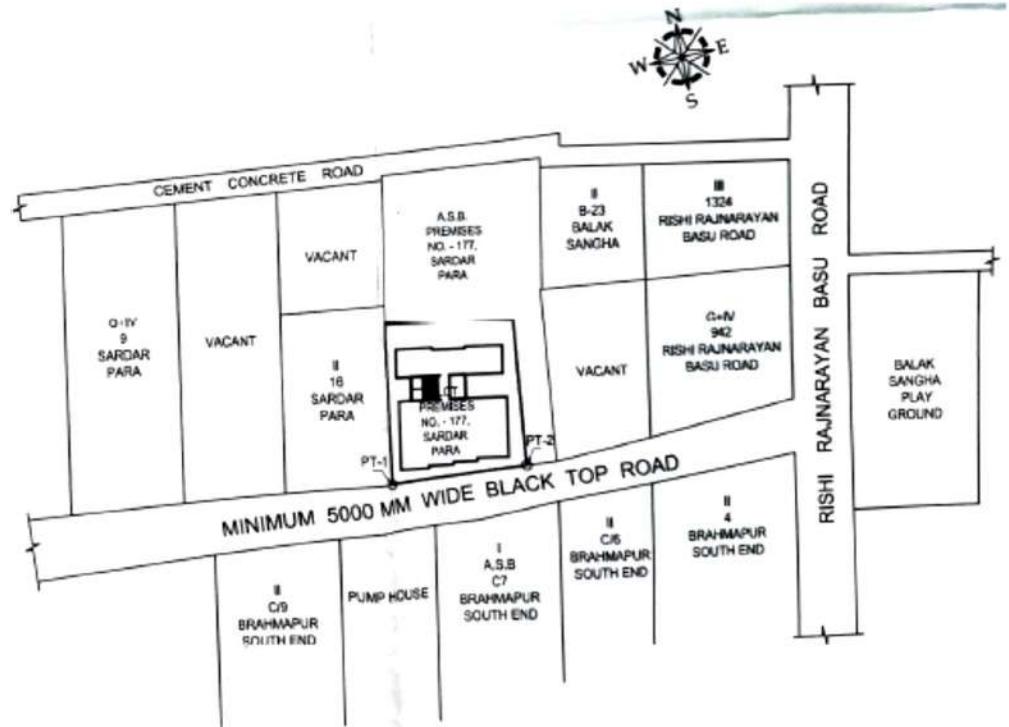 N
W
E
S
CEMENT CONCRETE ROAD
A.S.B.
PREMISES
NO. - 177,
SARDAR
PARA
II
B-23
BALAK
SANGHA
III
1324
RISHI RAJNARAYAN
BASU ROAD
VACANT
G+IV
9
SARDAR
PARA
VACANT
II
16
SARDAR
PARA
PREMISES
NO. - 177,
SARDAR
PARA
VACANT
G+IV
942
RISHI RAJNARAYAN
BASU ROAD
RISHI RAJNARAYAN BASU ROAD
BALAK
SANGHA
PLAY
GROUND
PT-1
PT-2
MINIMUM 5000 MM WIDE BLACK TOP ROAD
II
C/9
BRAHMAPUR
SOUTH END
PUMP HOUSE
I
A.S.B
C7
BRAHMAPUR
SOUTH END
II
BRAHMAPUR
SOUTH END
II
4
BRAHMAPUR
SOUTH END